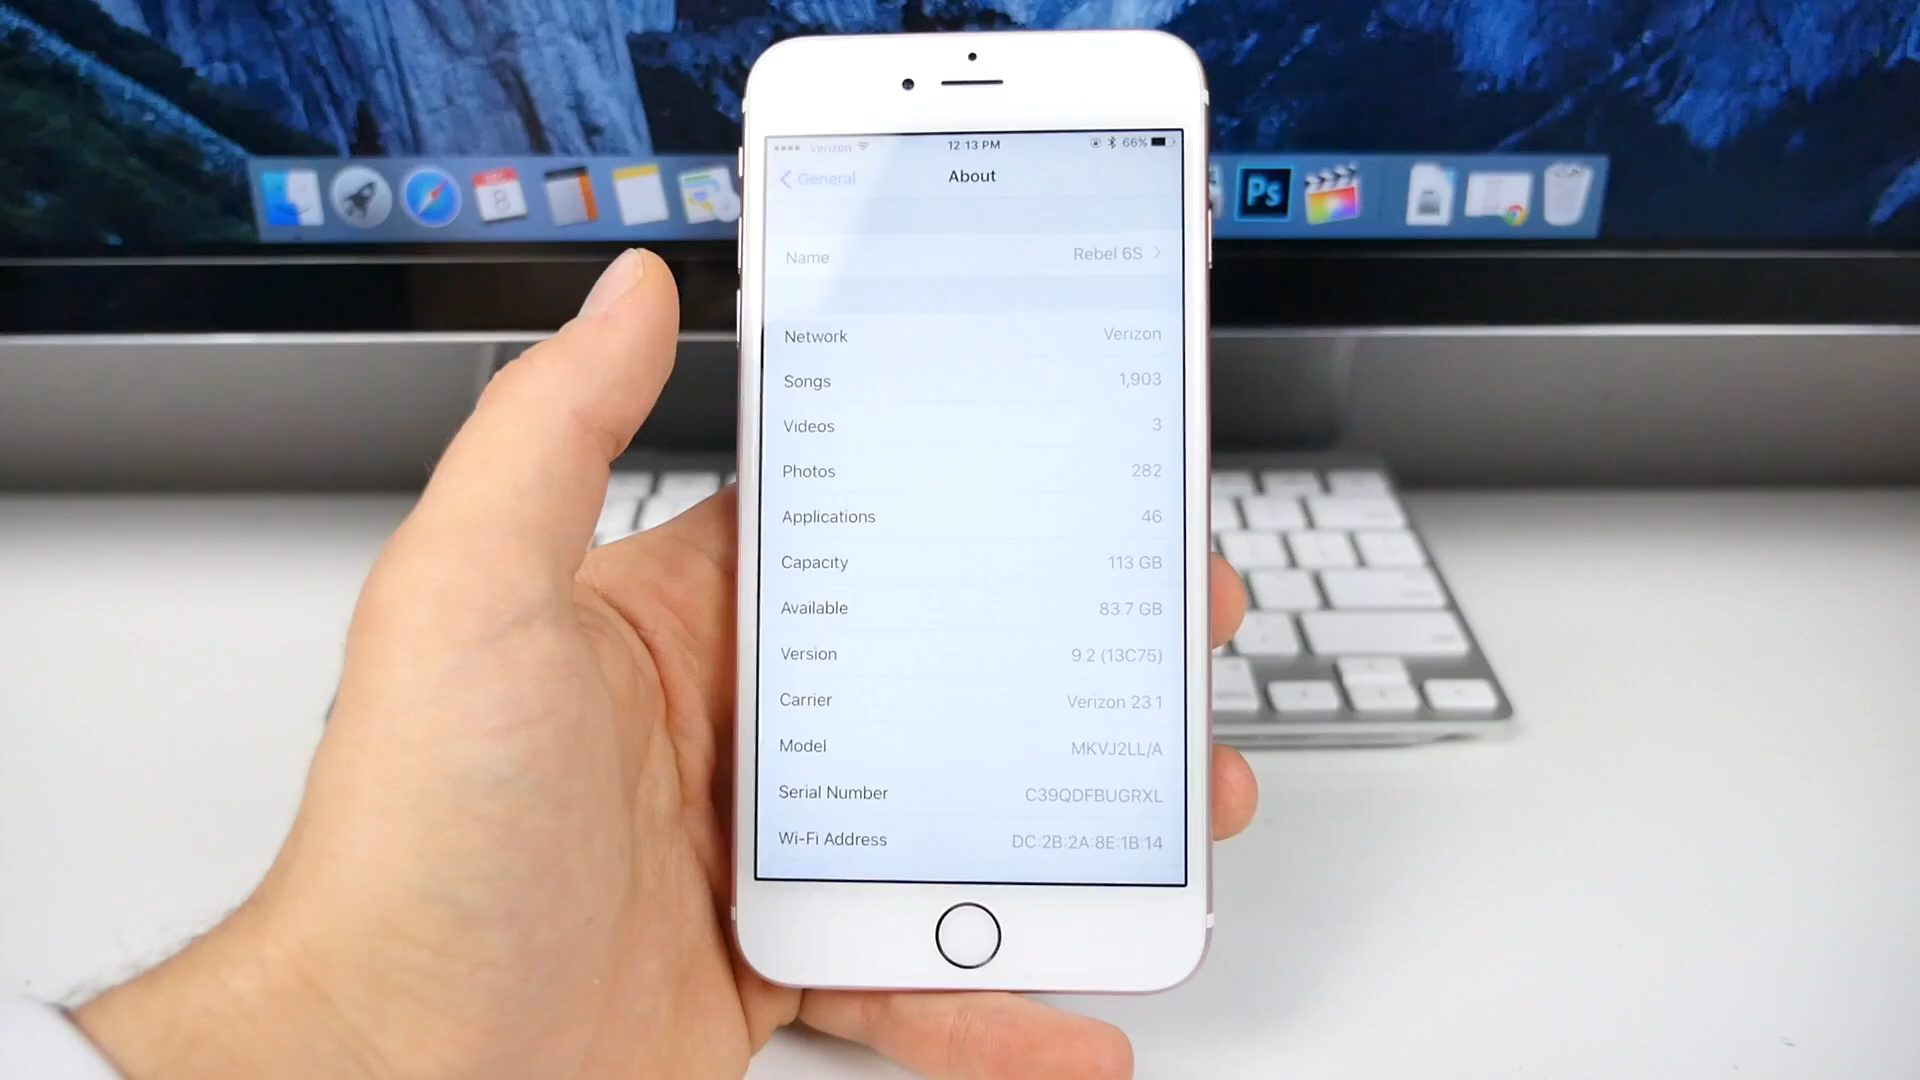 Verizon 12:13 PM 66%
General About
Name Rebel 6S
Network Verizon
Songs 1,903
Videos 3
Photos 282
Applications 46
Capacity 113 GB
Available 83.7 GB
Version 9.2 (13C75)
Carrier Verizon 23.1
Model MKVJ2LL/A
Serial Number C39QDFBUGRXL
Wi-Fi Address DC:2B:2A:8E:1B:14
8
Ps